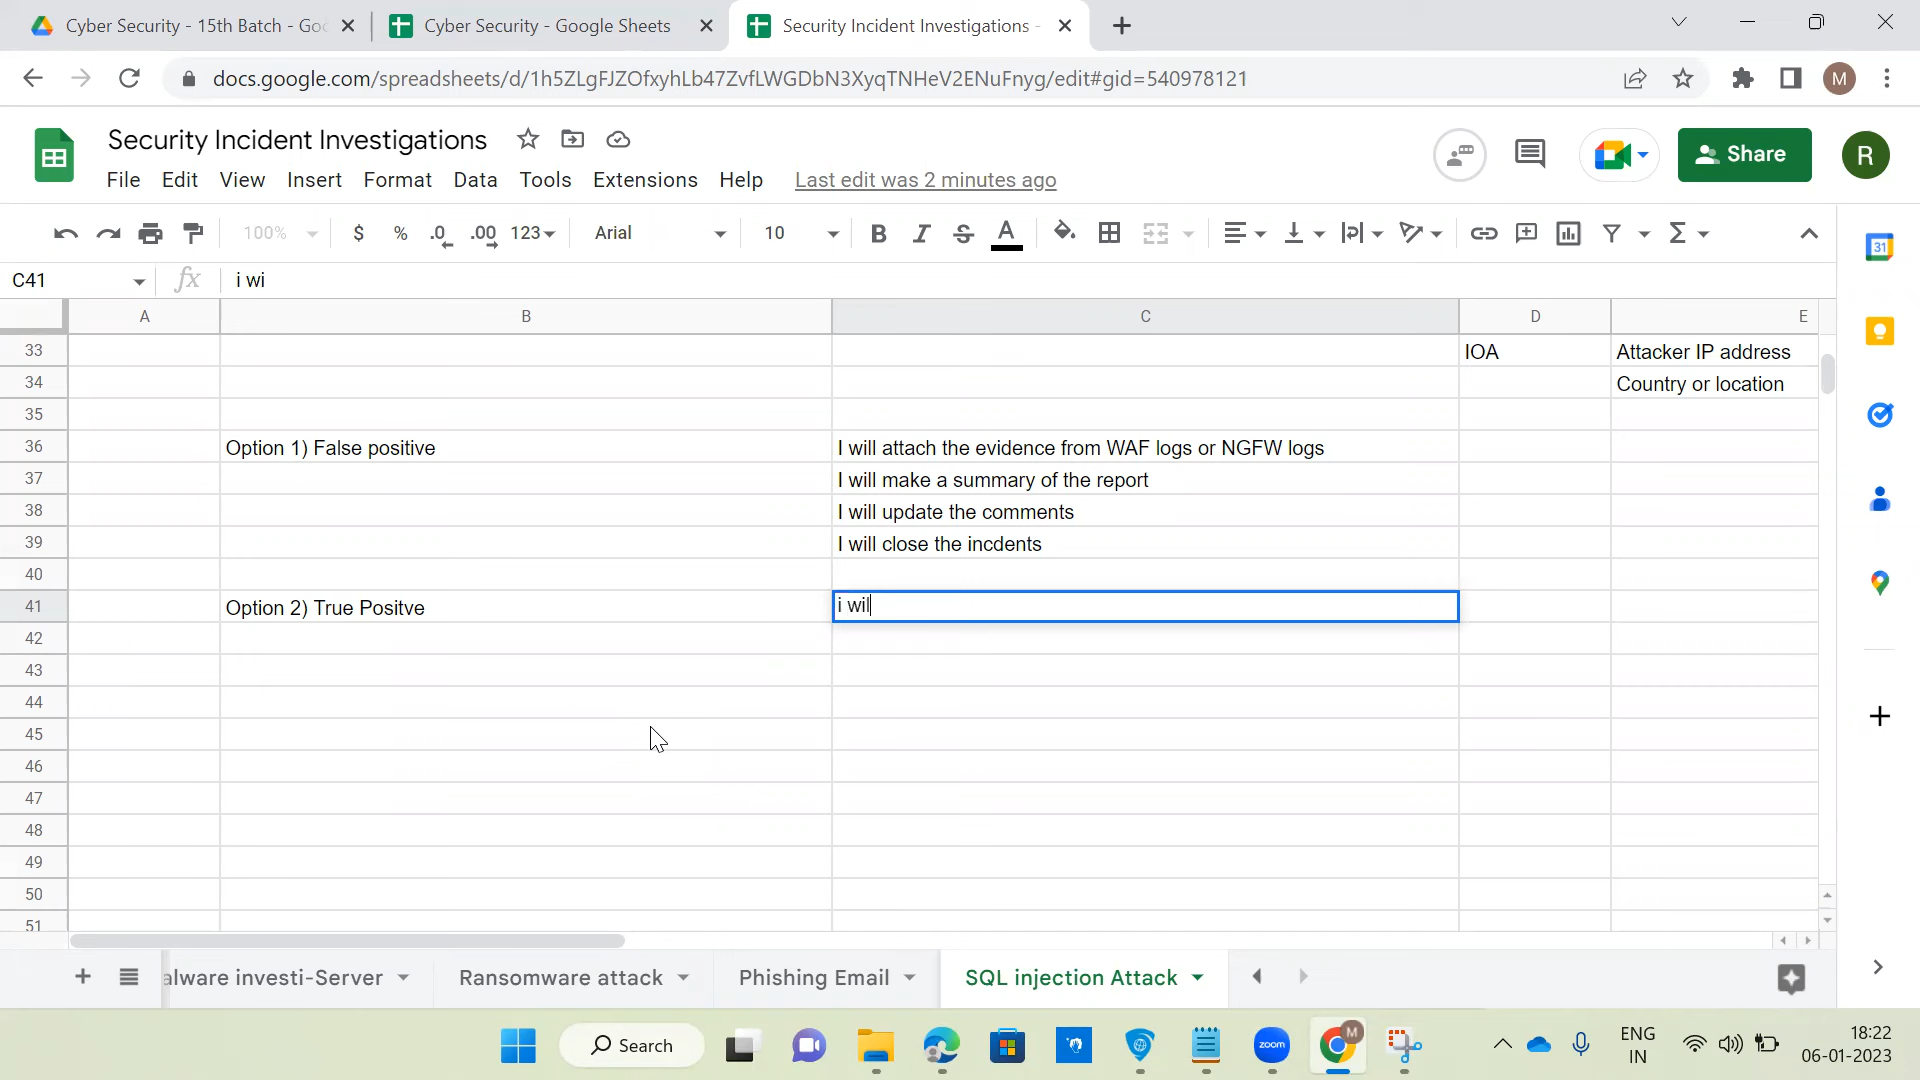 Cyber Security - 15th Batch - Goo
Cyber Security - Google Sheets
Security Incident Investigations -
docs.google.com/spreadsheets/d/1h5ZLgFJZOfxyhLb47ZvfLWGDbN3XyqTNHeV2ENuFnyg/edit#gid=540978121
M
Security Incident Investigations
Share
R
File Edit View Insert Format Data Tools Extensions Help Last edit was 2 minutes ago
100% $ % .0 .00 123 Arial 10 B I S A
31
C41 fx i wi
A B C D E
33 IOA Attacker IP address
34 Country or location
35
36 Option 1) False positive I will attach the evidence from WAF logs or NGFW logs
37 I will make a summary of the report
38 I will update the comments
39 I will close the incdents
40
41 Option 2) True Positve i wil
42
43
44
45
46
47
48
49
50
51
alware investi-Server Ransomware attack Phishing Email SQL injection Attack
Search zoom M ENG 18:22
IN 06-01-2023